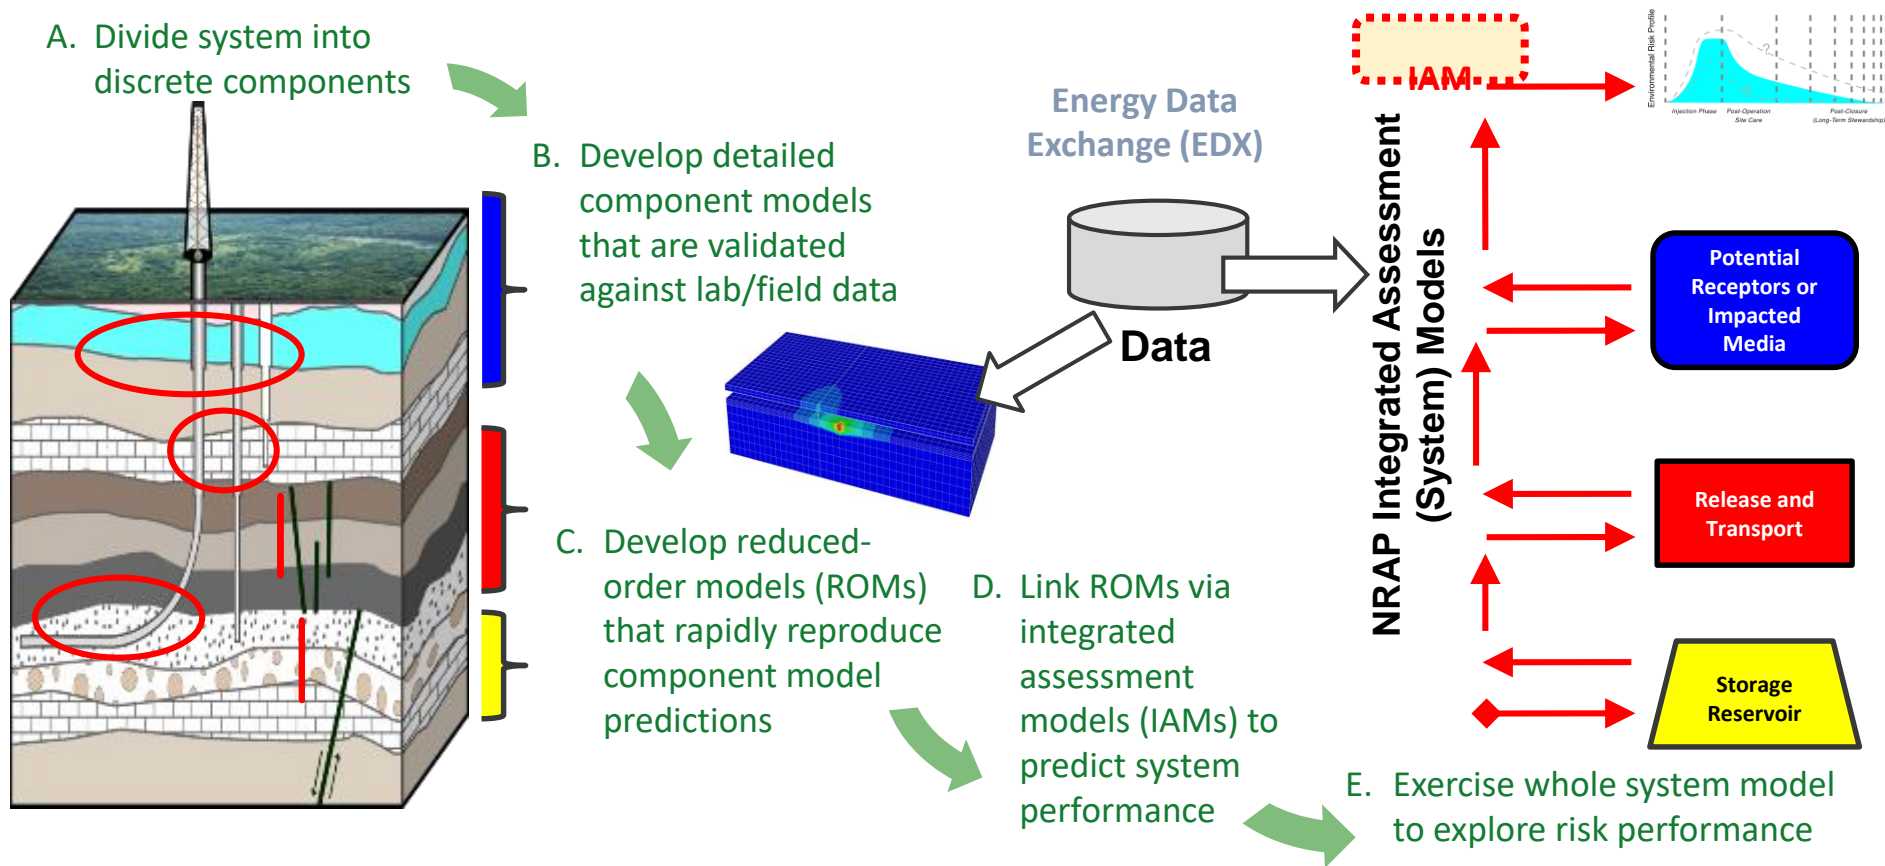 A. Divide system into
discrete components
B. Develop detailed
component models
that are validated
against lab/field data
C. Develop reduced-
order models (ROMs)
that rapidly reproduce
component model
predictions
D. Link ROMs via
integrated
assessment
models (IAMs) to
predict system
performance
E. Exercise whole system model
to explore risk performance
Energy Data
Exchange (EDX)
Data
NRAP Integrated Assessment
(System) Models
IAM
Environmental Risk Profile
?
?
Injection Phase
Post-Operation
Site Care
Post-Closure
(Long-Term Stewardship)
Potential
Receptors or
Impacted
Media
Release and
Transport
Storage
Reservoir